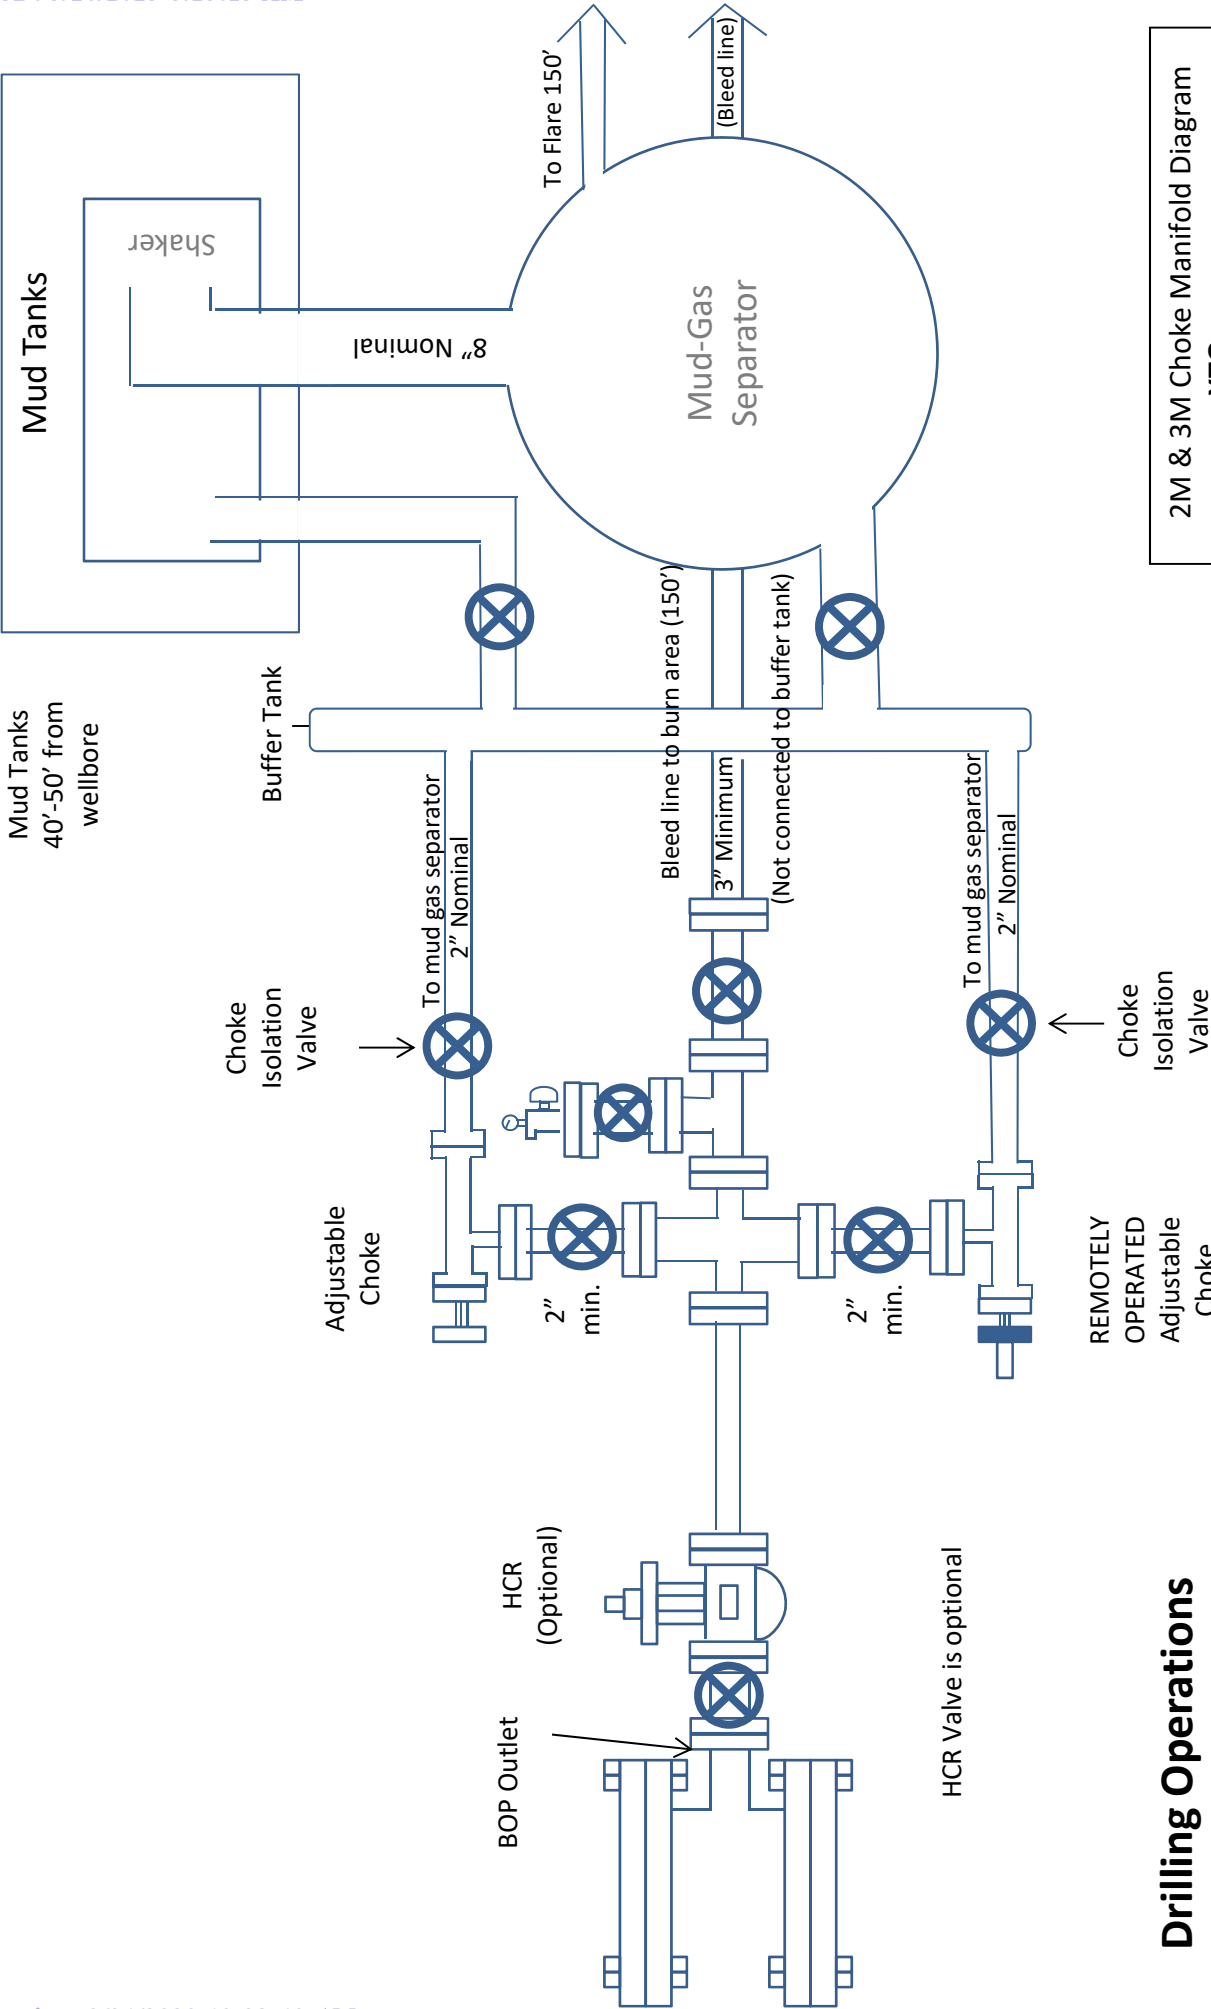 Mud Tanks
40’-50’ from
wellbore
Mud Tanks
Shaker
8” Nominal
Buffer Tank
To Flare 150’
(Bleed line)
Mud-Gas
Separator
Choke
Isolation
Valve
To mud gas separator
2” Nominal
Bleed line to burn area (150’)
3” Minimum
(Not connected to buffer tank)
To mud gas separator
2” Nominal
Choke
Isolation
Valve
Adjustable
Choke
2”
min.
2”
min.
REMOTELY
OPERATED
Adjustable
Choke
HCR
(Optional)
BOP Outlet
HCR Valve is optional
Drilling Operations
2M & 3M Choke Manifold Diagram
XTO